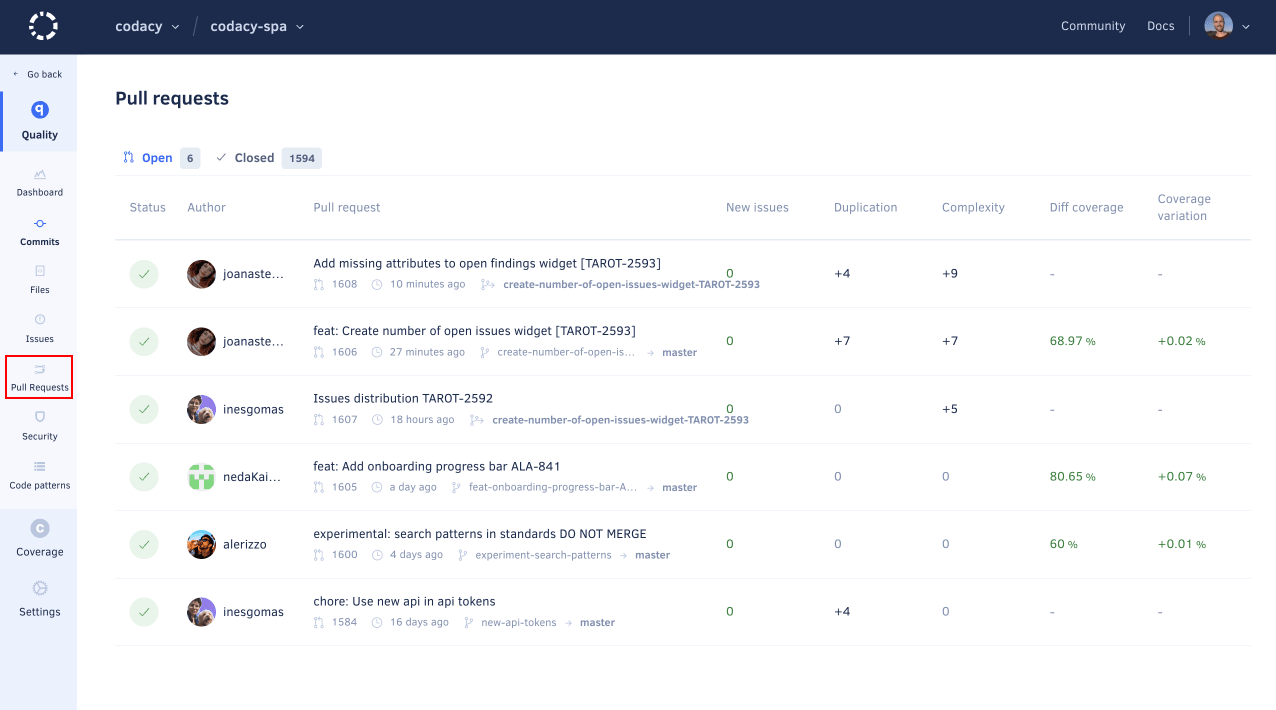 codacy / codacy-spa
Community Docs
Go back
Quality
Dashboard
Commits
Files
Issues
Pull Requests
Security
Code patterns
Coverage
Settings
Pull requests
Open 6 Closed 1594
Status Author Pull request New issues Duplication Complexity Diff coverage Coverage variation
joanaste... Add missing attributes to open findings widget [TAROT-2593] 0 +4 +9 - -
1608 10 minutes ago create-number-of-open-issues-widget-TAROT-2593
joanaste... feat: Create number of open issues widget [TAROT-2593] 0 +7 +7 68.97 % +0.02 %
1606 27 minutes ago create-number-of-open-is... → master
inesgomas Issues distribution TAROT-2592 0 0 +5 - -
1607 18 hours ago create-number-of-open-issues-widget-TAROT-2593
nedaKai... feat: Add onboarding progress bar ALA-841 0 0 0 80.65 % +0.07 %
1605 a day ago feat-onboarding-progress-bar-A... → master
alerizzo experimental: search patterns in standards DO NOT MERGE 0 0 0 60 % +0.01 %
1600 4 days ago experiment-search-patterns → master
inesgomas chore: Use new api in api tokens 0 +4 0 - -
1584 16 days ago new-api-tokens → master